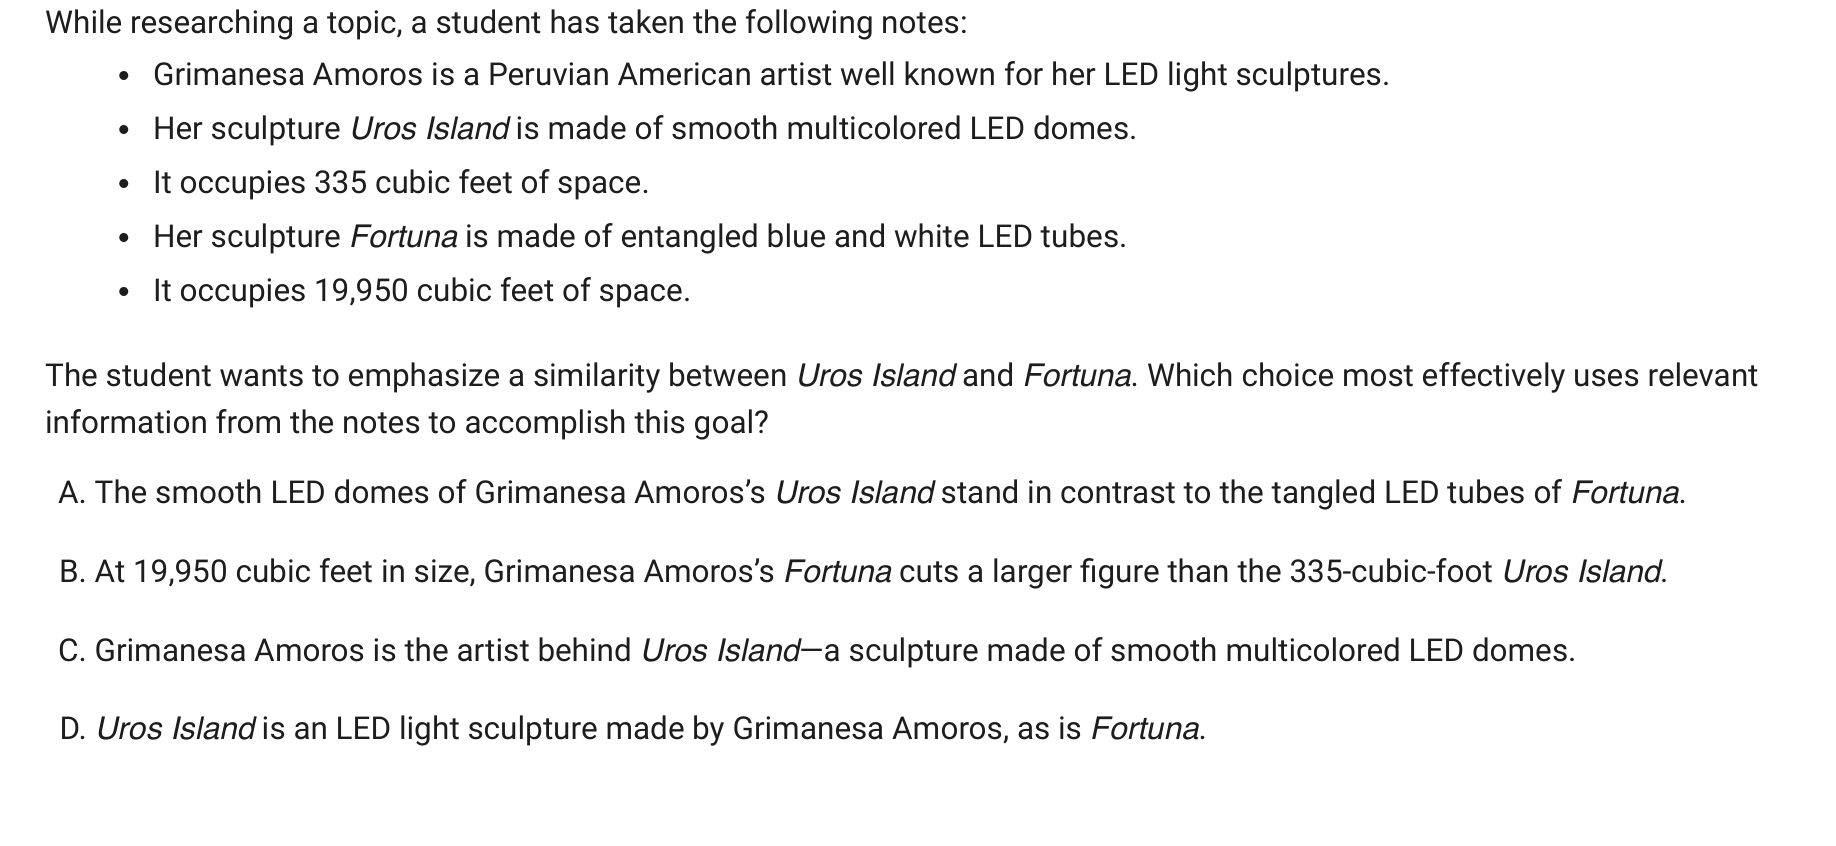 While researching a topic, a student has taken the following notes:
• Grimanesa Amoros is a Peruvian American artist well known for her LED light sculptures.
• Her sculpture Uros Island is made of smooth multicolored LED domes.
• It occupies 335 cubic feet of space.
• Her sculpture Fortuna is made of entangled blue and white LED tubes.
• It occupies 19,950 cubic feet of space.
The student wants to emphasize a similarity between Uros Island and Fortuna. Which choice most effectively uses relevant
information from the notes to accomplish this goal?
A. The smooth LED domes of Grimanesa Amoros’s Uros Island stand in contrast to the tangled LED tubes of Fortuna.
B. At 19,950 cubic feet in size, Grimanesa Amoros’s Fortuna cuts a larger figure than the 335-cubic-foot Uros Island.
C. Grimanesa Amoros is the artist behind Uros Island—a sculpture made of smooth multicolored LED domes.
D. Uros Island is an LED light sculpture made by Grimanesa Amoros, as is Fortuna.